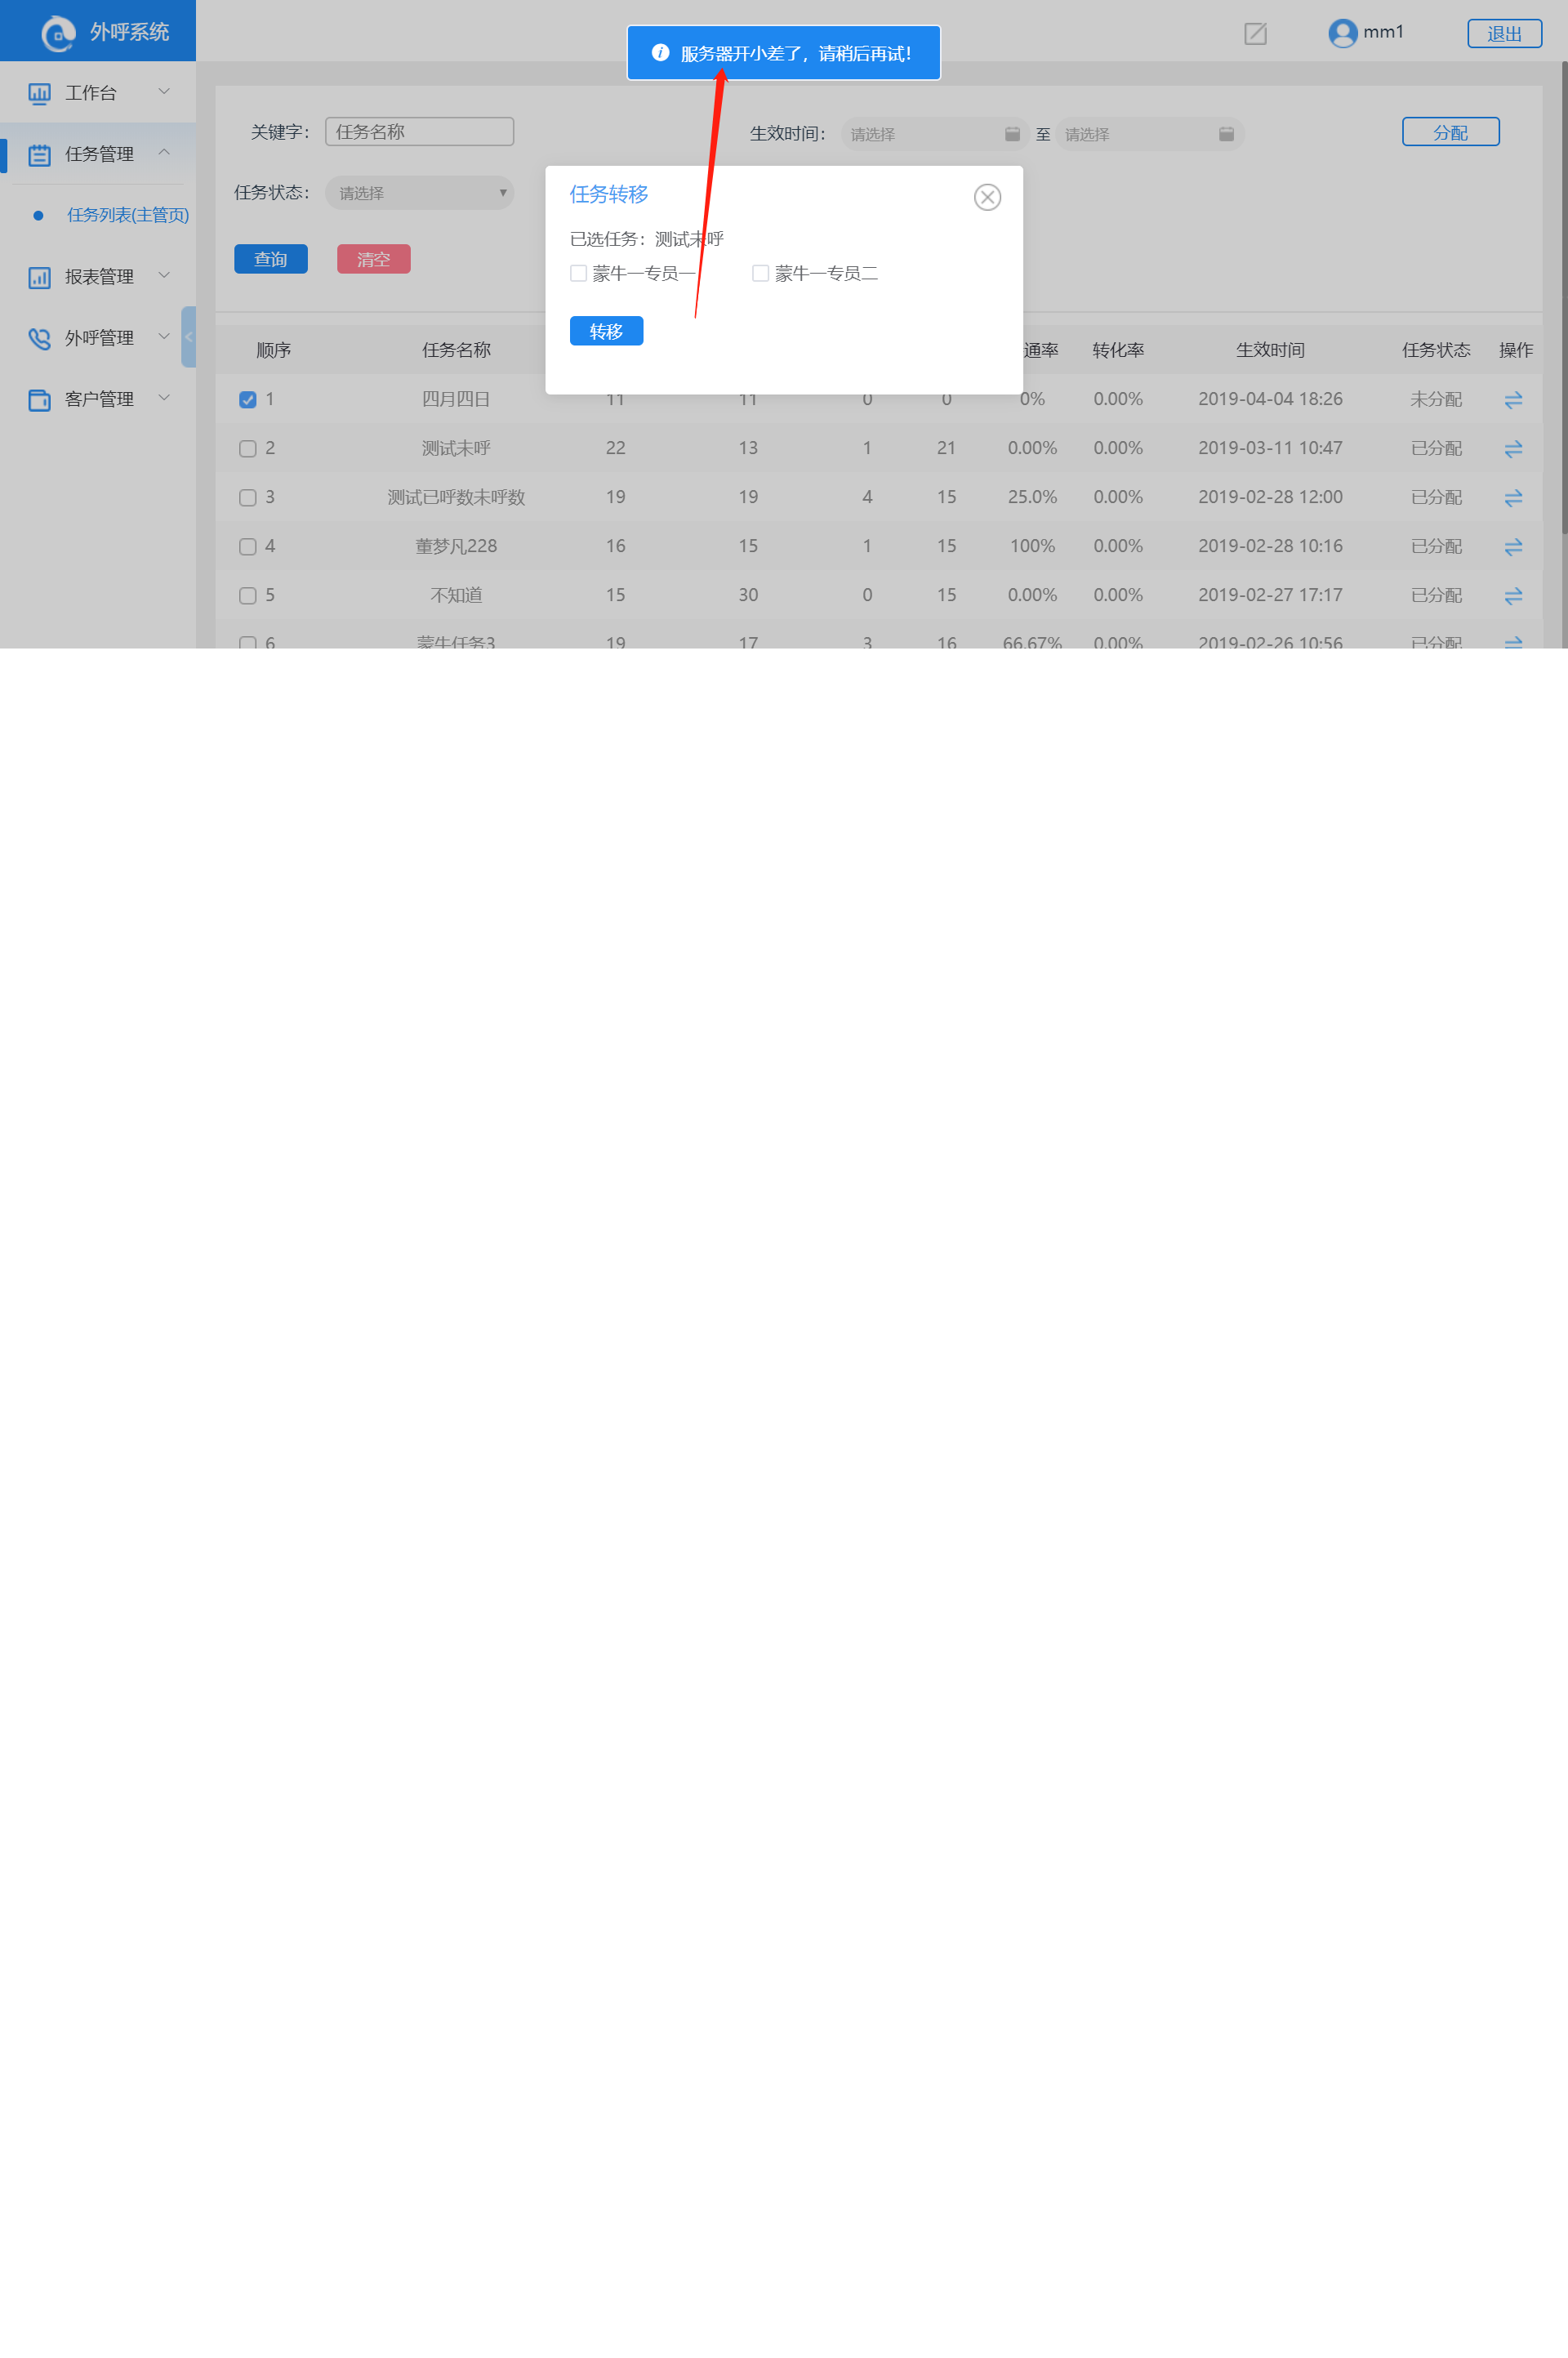 外呼系统
服务器开小差了，请稍后再试！
mm1
退出
工作台
任务管理
任务列表(主管页)
报表管理
外呼管理
客户管理
关键字： 任务名称
生效时间： 请选择 至 请选择
分配
任务状态： 请选择
查询 清空
任务转移
已选任务：测试未呼
蒙牛一专员一 蒙牛一专员二
转移
顺序 任务名称 通率 转化率 生效时间 任务状态 操作
1 四月四日 11 11 0 0 0% 0.00% 2019-04-04 18:26 未分配
2 测试未呼 22 13 1 21 0.00% 0.00% 2019-03-11 10:47 已分配
3 测试已呼数未呼数 19 19 4 15 25.0% 0.00% 2019-02-28 12:00 已分配
4 董梦凡228 16 15 1 15 100% 0.00% 2019-02-28 10:16 已分配
5 不知道 15 30 0 15 0.00% 0.00% 2019-02-27 17:17 已分配
6 蒙牛任务3 19 17 3 16 66.67% 0.00% 2019-02-26 10:56 已分配